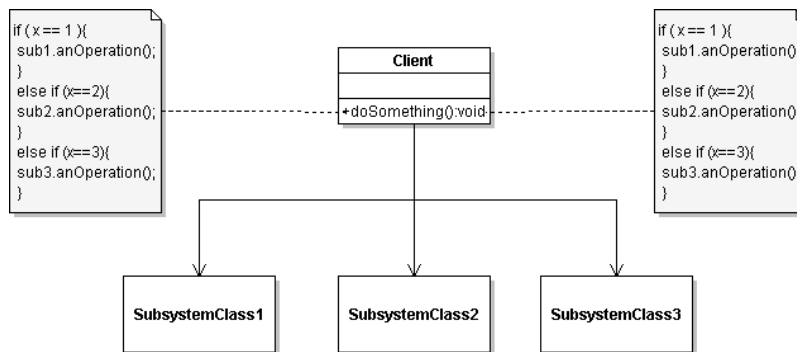 if ( x == 1 ){
sub1.anOperation();
}
else if (x==2){
sub2.anOperation();
}
else if (x==3){
sub3.anOperation();
}
Client
+doSomething():void
if ( x == 1 ){
sub1.anOperation()
}
else if (x==2){
sub2.anOperation()
}
else if (x==3){
sub3.anOperation()
}
SubsystemClass1
SubsystemClass2
SubsystemClass3